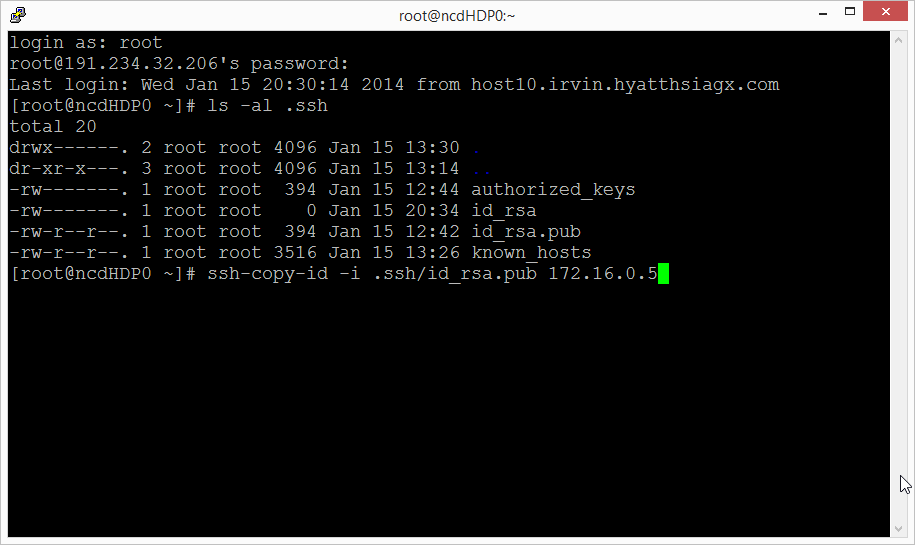 root@ncdHDP0:~
login as: root
root@191.234.32.206's password:
Last login: Wed Jan 15 20:30:14 2014 from host10.irvin.hyatthsiagx.com
[root@ncdHDP0 ~]# ls -al .ssh
total 20
drwx------. 2 root root 4096 Jan 15 13:30 .
dr-xr-x---. 3 root root 4096 Jan 15 13:14 ..
-rw-------. 1 root root  394 Jan 15 12:44 authorized_keys
-rw-------. 1 root root    0 Jan 15 20:34 id_rsa
-rw-r--r--. 1 root root  394 Jan 15 12:42 id_rsa.pub
-rw-r--r--. 1 root root 3516 Jan 15 13:26 known_hosts
[root@ncdHDP0 ~]# ssh-copy-id -i .ssh/id_rsa.pub 172.16.0.5